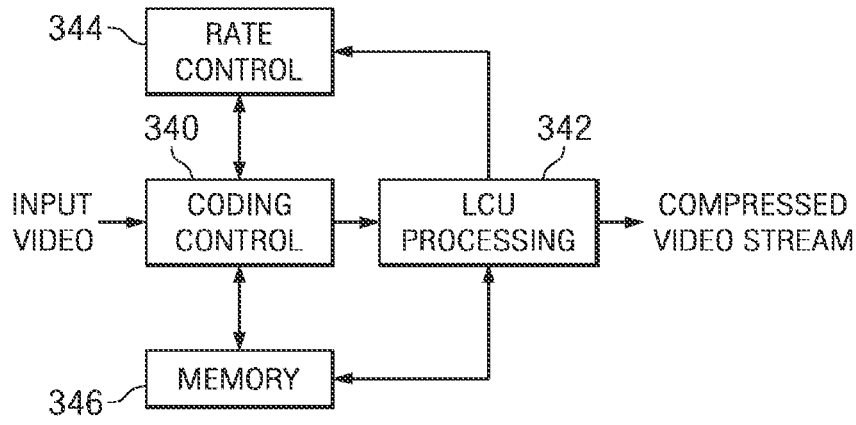 344
RATE
CONTROL
340
342
INPUT
VIDEO
CODING
CONTROL
LCU
PROCESSING
COMPRESSED
VIDEO STREAM
MEMORY
346